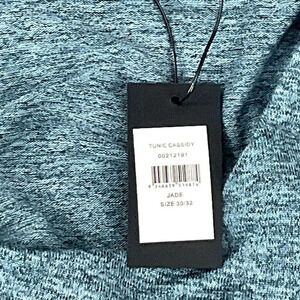 TUNIC CASSIDY
00212191
JADE
SIZE 30/32